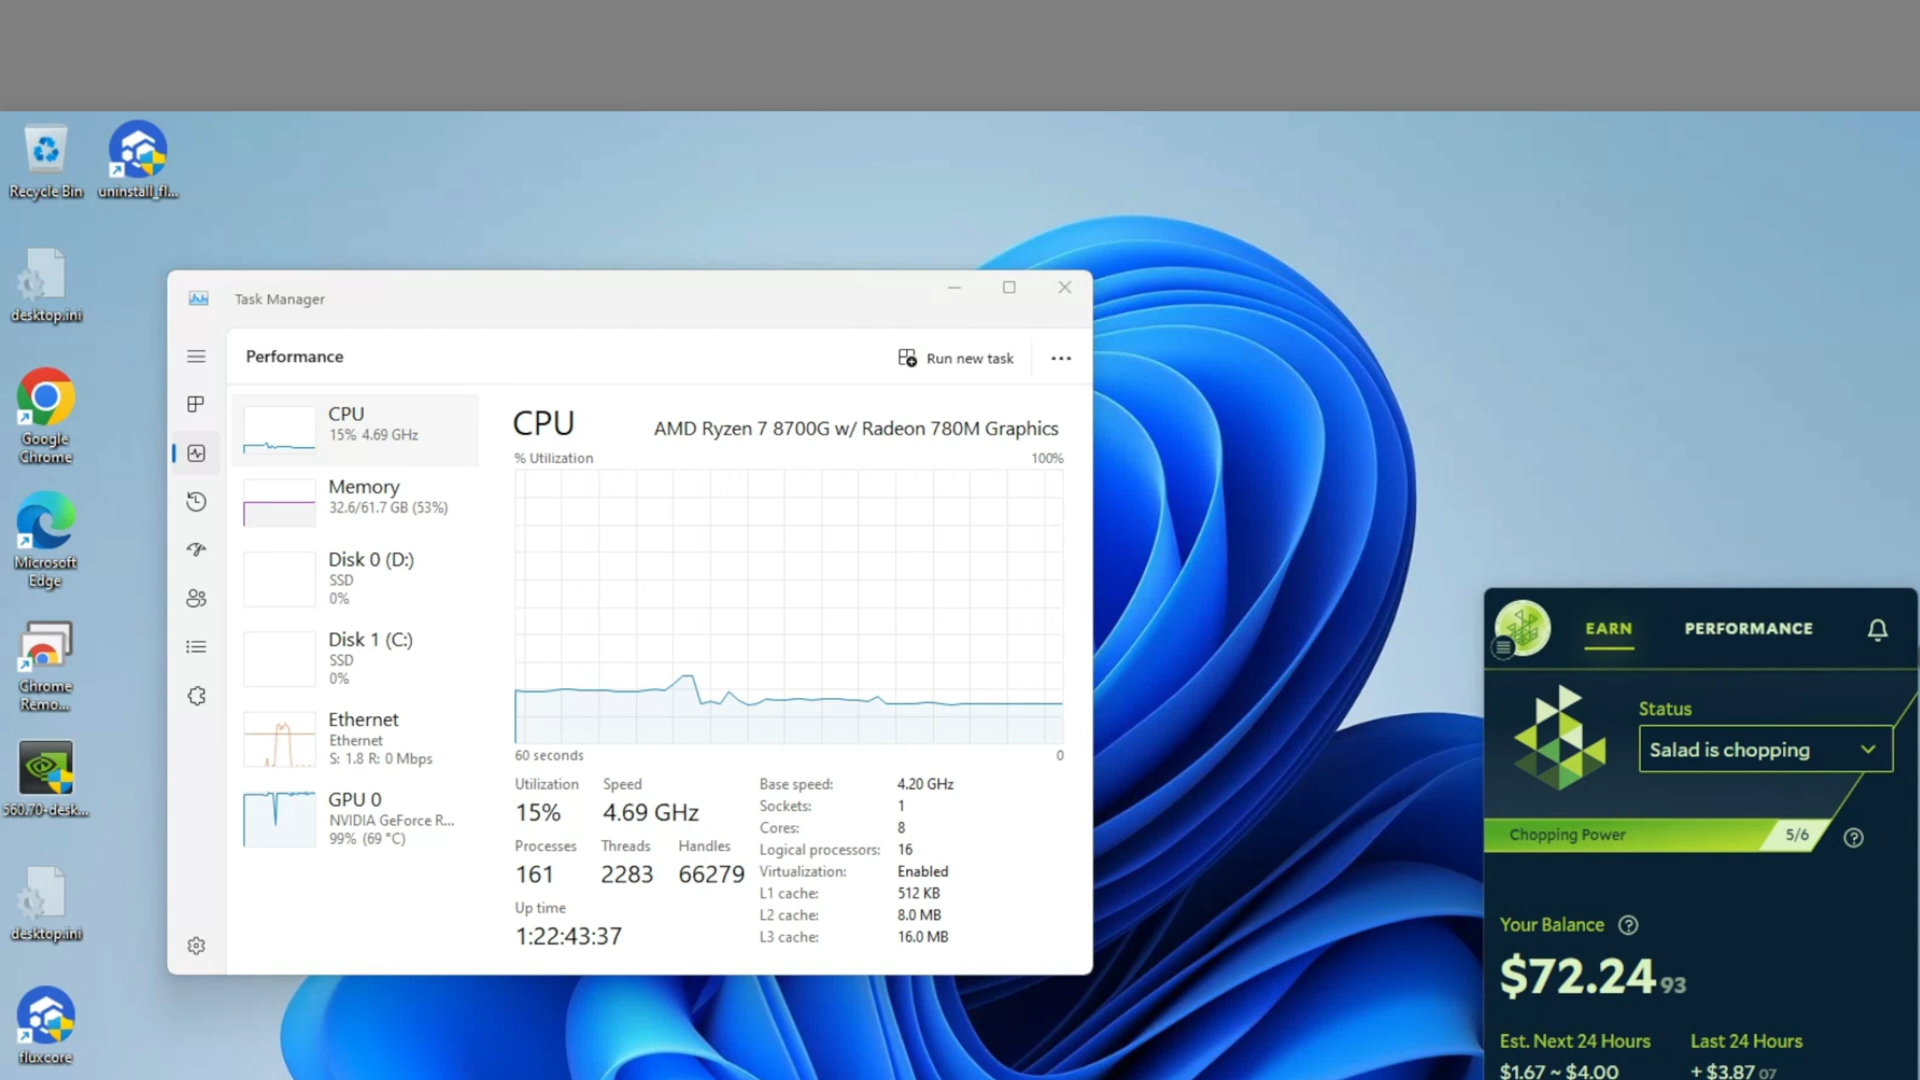 Recycle Bin
uninstall_fl...
desktop.ini
Google
Chrome
Microsoft
Edge
Chrome
Remo...
560.70-desk...
desktop.ini
fluxcore
Task Manager
Performance
Run new task
CPU
15% 4.69 GHz
Memory
32.6/61.7 GB (53%)
Disk 0 (D:)
SSD
0%
Disk 1 (C:)
SSD
0%
Ethernet
Ethernet
S: 1.8 R: 0 Mbps
GPU 0
NVIDIA GeForce R...
99% (69 °C)
CPU
AMD Ryzen 7 8700G w/ Radeon 780M Graphics
% Utilization
100%
60 seconds
0
Utilization
15%
Speed
4.69 GHz
Processes
161
Threads
2283
Handles
66279
Up time
1:22:43:37
Base speed: 4.20 GHz
Sockets: 1
Cores: 8
Logical processors: 16
Virtualization: Enabled
L1 cache: 512 KB
L2 cache: 8.0 MB
L3 cache: 16.0 MB
EARN
PERFORMANCE
Status
Salad is chopping
Chopping Power
5/6
Your Balance
$72.2493
Est. Next 24 Hours
$1.67 ~ $4.00
Last 24 Hours
+ $3.8707